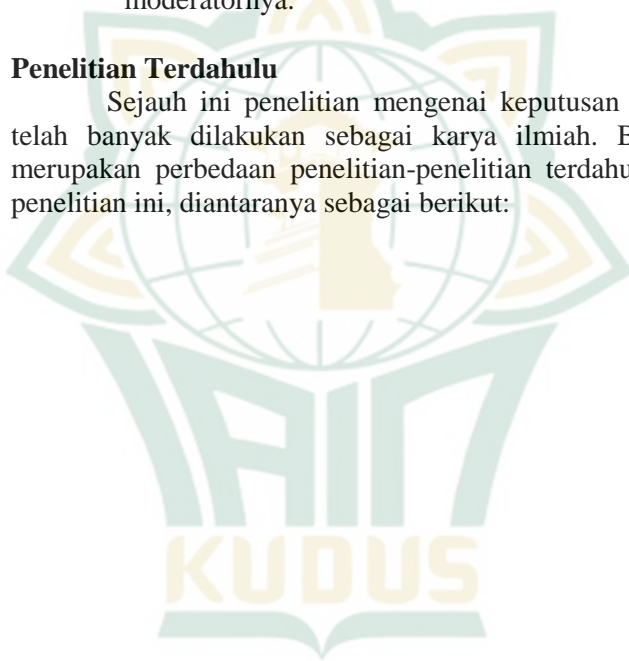 moderatornya.
Penelitian Terdahulu
Sejauh ini penelitian mengenai keputusan
telah banyak dilakukan sebagai karya ilmiah. B
merupakan perbedaan penelitian-penelitian terdahu
penelitian ini, diantaranya sebagai berikut:
IAIN
KUDUS